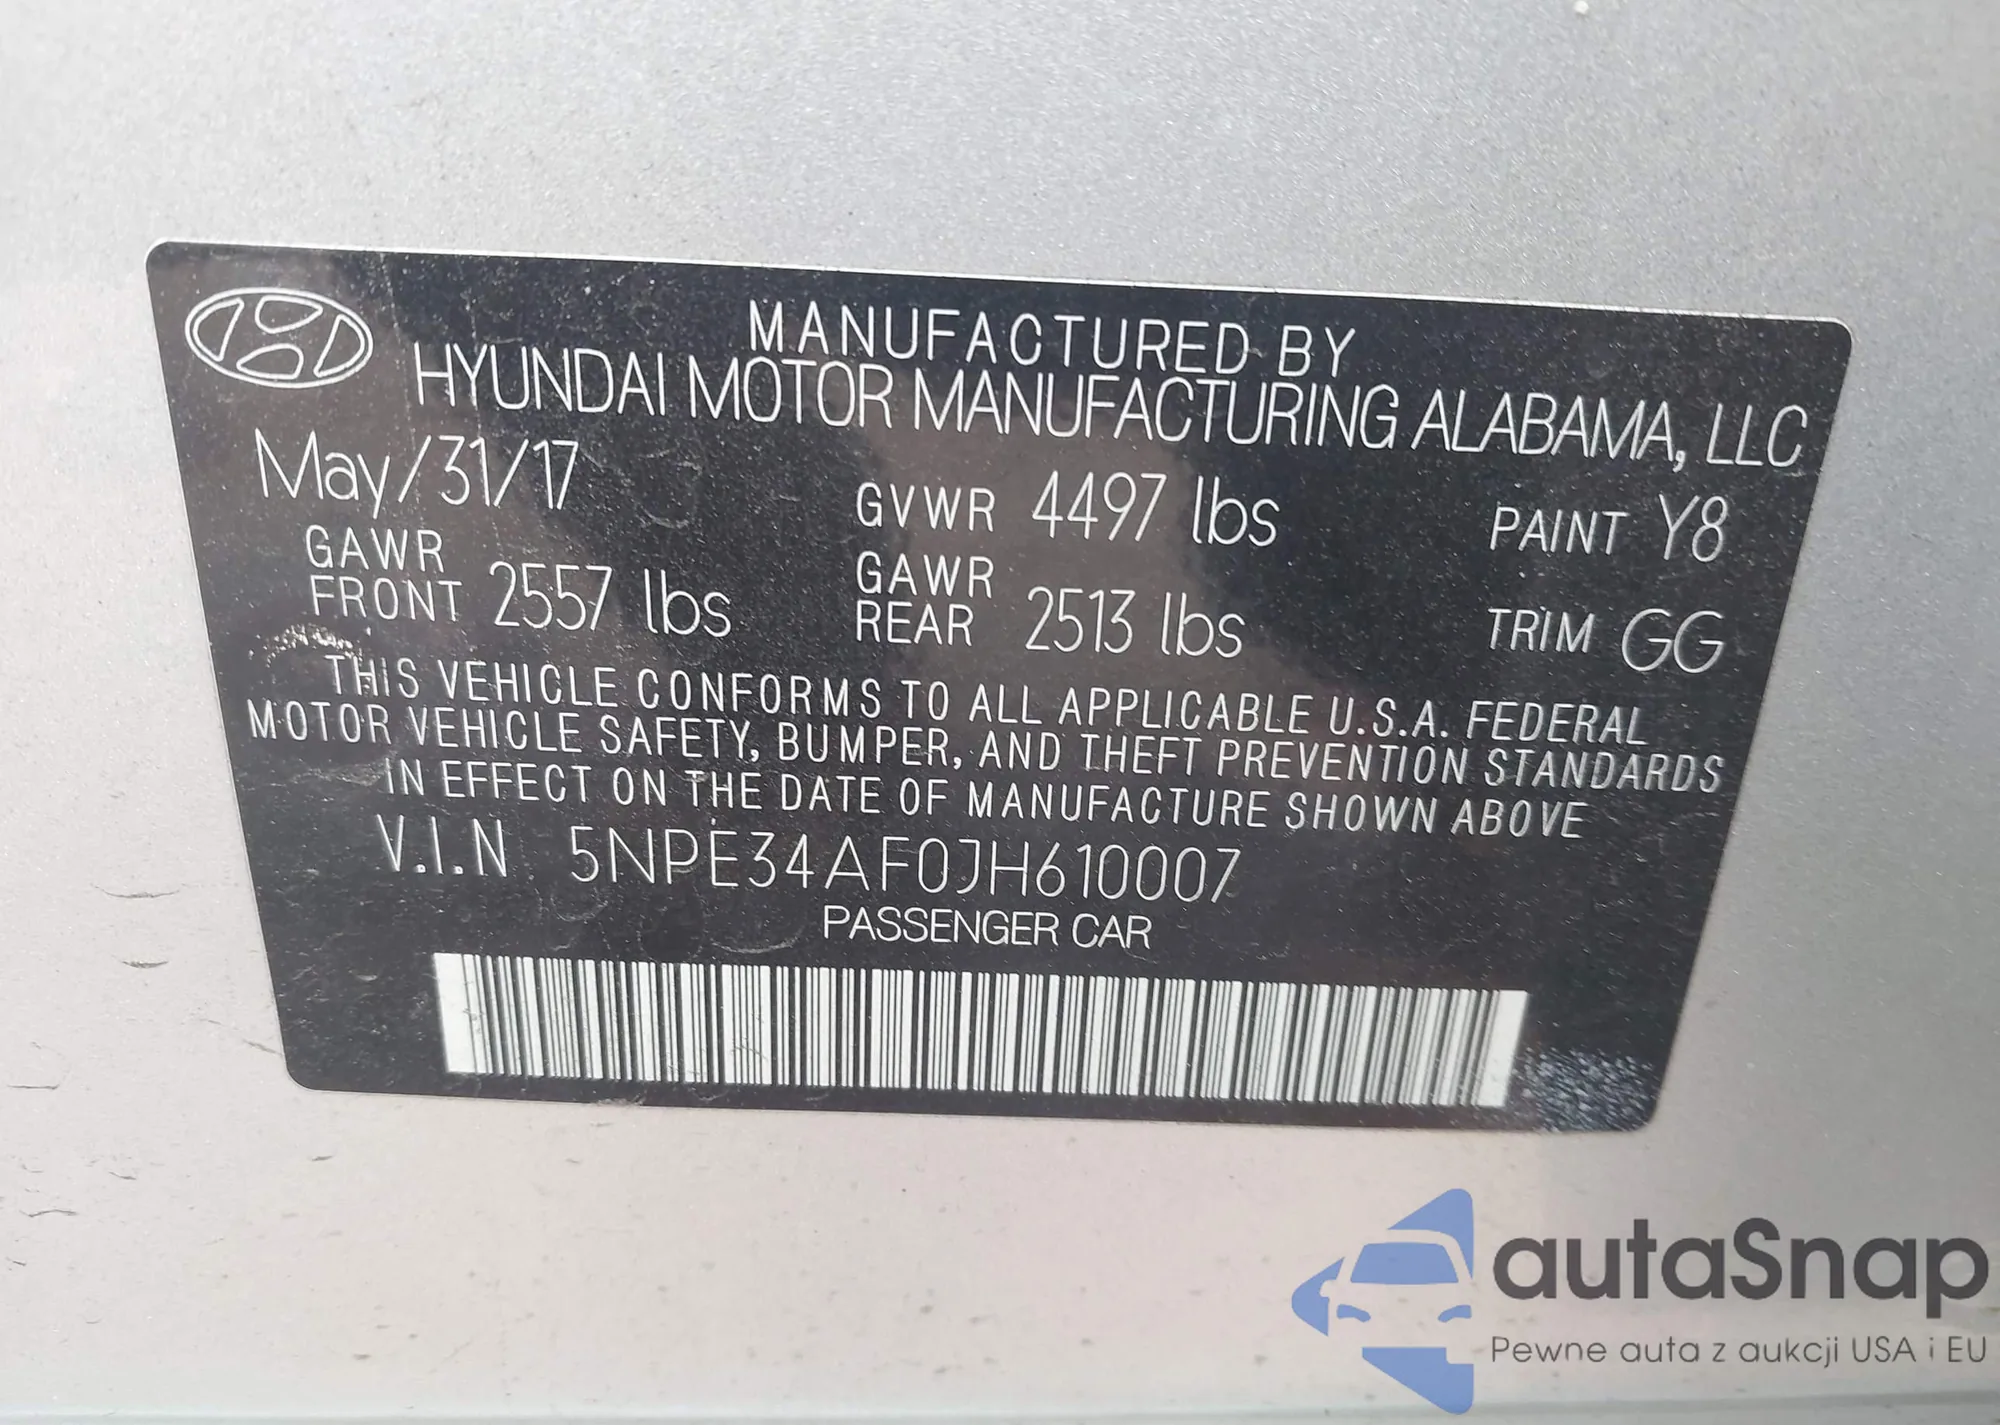 MANUFACTURED BY
HYUNDAI MOTOR MANUFACTURING ALABAMA, LLC
May/31/17 GVWR 4497 lbs PAINT Y8
GAWR FRONT 2557 lbs GAWR REAR 2513 lbs TRIM GG
THIS VEHICLE CONFORMS TO ALL APPLICABLE U.S.A. FEDERAL
MOTOR VEHICLE SAFETY, BUMPER, AND THEFT PREVENTION STANDARDS
IN EFFECT ON THE DATE OF MANUFACTURE SHOWN ABOVE
V.I.N 5NPE34AF0JH610007
PASSENGER CAR
autaSnap
Pewne auta z aukcji USA i EU